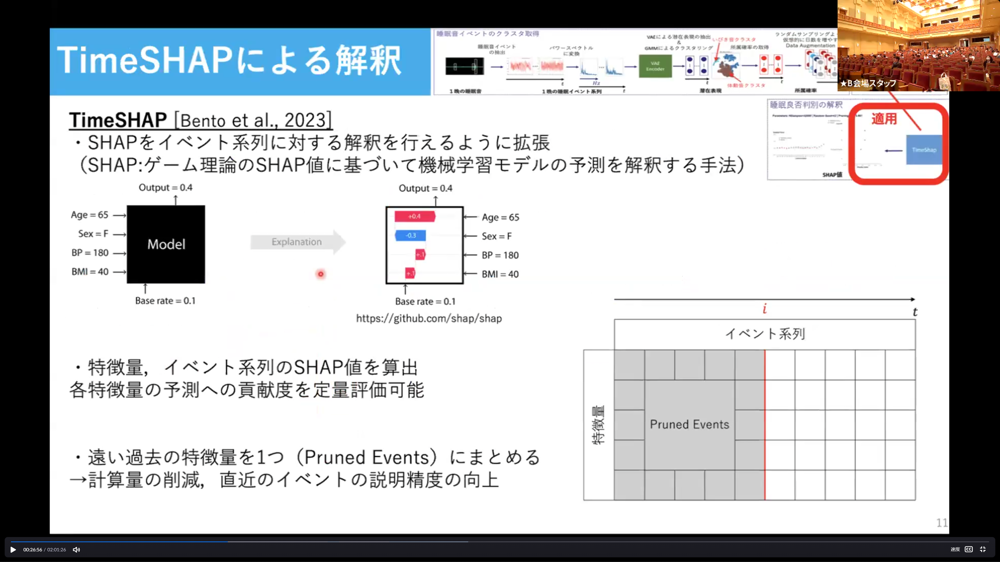 TimeSHAPによる解釈
睡眠音イベントのクラスタ取得
睡眠音イベント
の抽出
パワースペクトル
に変換
VAEによる潜在表現の抽出
&
GMMによるクラスタリング
いびき音クラスタ
所属確率の取得
ランダムサンプリングよ
仮想的に日数を増やす
Data Augmentation
VAE
Encoder
t
Hz
t
t
t
体動音クラスタ
1晩の睡眠音
1晩の睡眠イベント系列
潜在表現
所属確率
★B会場スタッフ
睡眠良否判別の解釈
適用
TimeShap
SHAP値
TimeSHAP [Bento et al., 2023]
・SHAPをイベント系列に対する解釈を行えるように拡張
（SHAP:ゲーム理論のSHAP値に基づいて機械学習モデルの予測を解釈する手法）
Output = 0.4
Age = 65
Sex = F
BP = 180
BMI = 40
Model
Base rate = 0.1
Explanation
Output = 0.4
+0.4
-0.3
+.1
+.1
Age = 65
Sex = F
BP = 180
BMI = 40
Base rate = 0.1
https://github.com/shap/shap
・特徴量，イベント系列のSHAP値を算出
各特徴量の予測への貢献度を定量評価可能
・遠い過去の特徴量を1つ（Pruned Events）にまとめる
→計算量の削減，直近のイベントの説明精度の向上
i
t
イベント系列
特徴量
Pruned Events
11
00:26:56 / 02:01:26
速度
CC